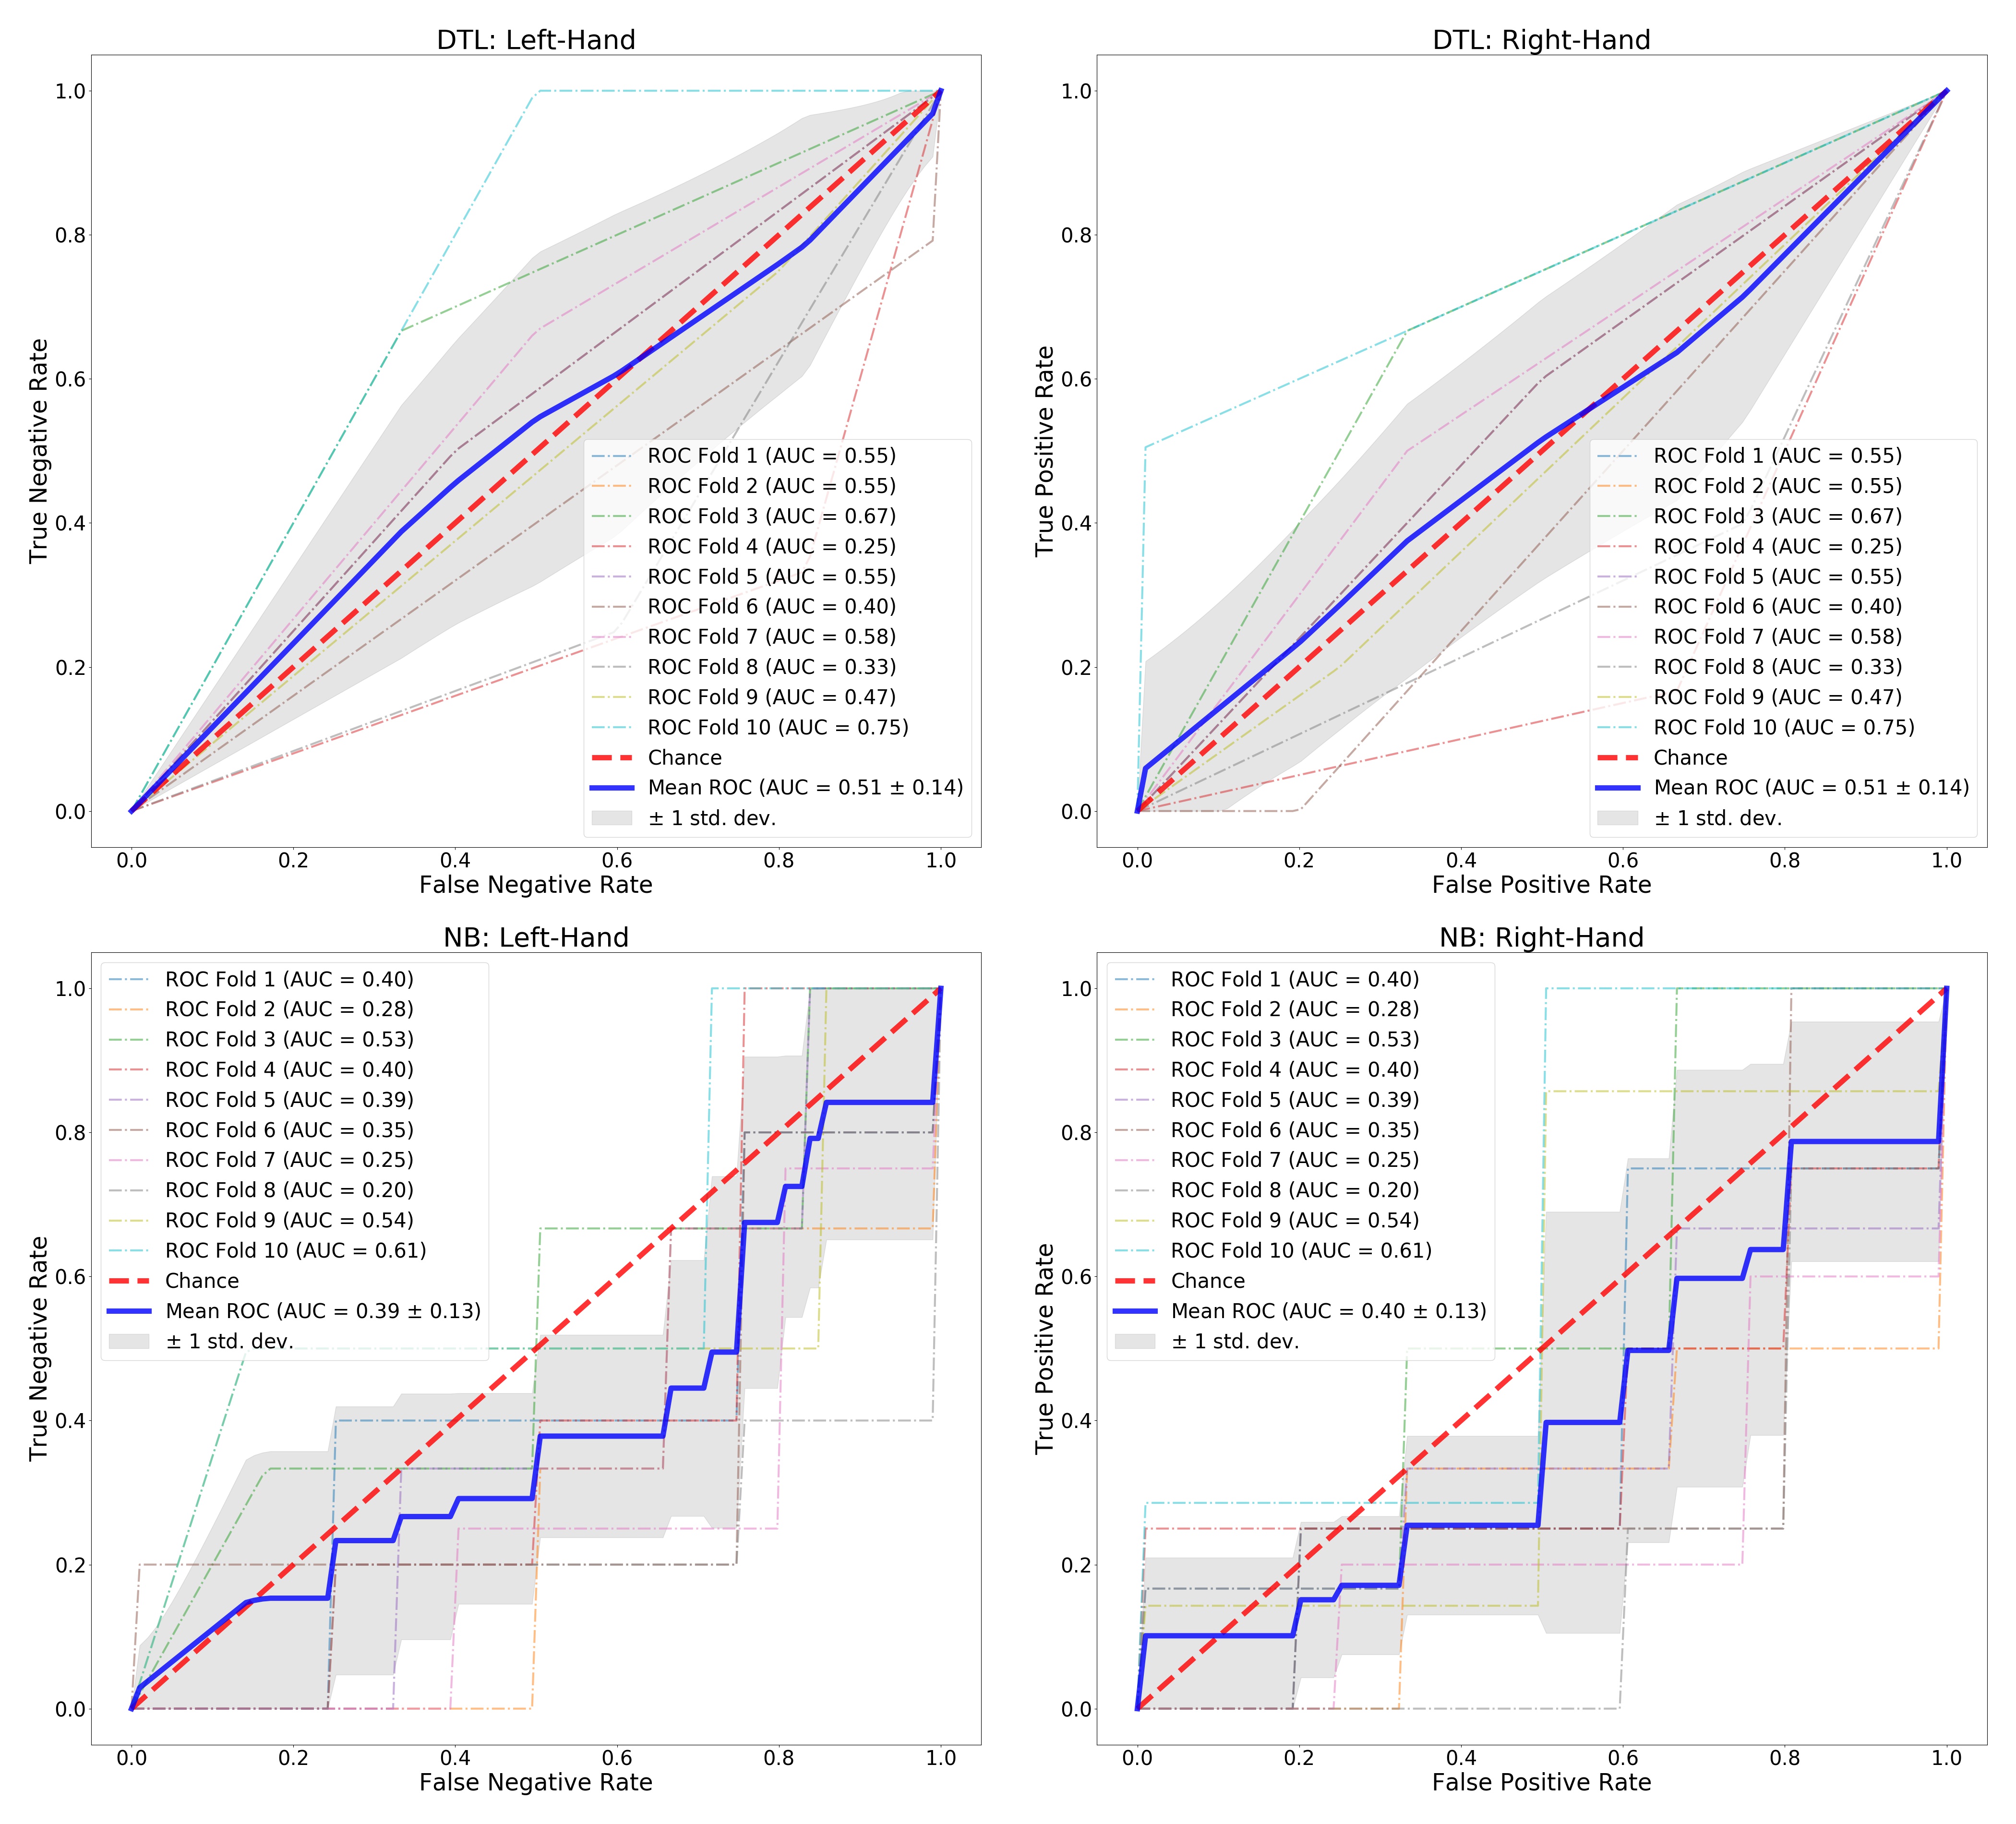 DTL: Left-Hand
True Negative Rate
1.0
0.8
0.6
0.4
0.2
0.0
ROC Fold 1 (AUC = 0.55)
ROC Fold 2 (AUC = 0.55)
ROC Fold 3 (AUC = 0.67)
ROC Fold 4 (AUC = 0.25)
ROC Fold 5 (AUC = 0.55)
ROC Fold 6 (AUC = 0.40)
ROC Fold 7 (AUC = 0.58)
ROC Fold 8 (AUC = 0.33)
ROC Fold 9 (AUC = 0.47)
ROC Fold 10 (AUC = 0.75)
Chance
Mean ROC (AUC = 0.51 ± 0.14)
± 1 std. dev.
0.0 0.2 0.4 0.6 0.8 1.0
False Negative Rate
DTL: Right-Hand
True Positive Rate
1.0
0.8
0.6
0.4
0.2
0.0
ROC Fold 1 (AUC = 0.55)
ROC Fold 2 (AUC = 0.55)
ROC Fold 3 (AUC = 0.67)
ROC Fold 4 (AUC = 0.25)
ROC Fold 5 (AUC = 0.55)
ROC Fold 6 (AUC = 0.40)
ROC Fold 7 (AUC = 0.58)
ROC Fold 8 (AUC = 0.33)
ROC Fold 9 (AUC = 0.47)
ROC Fold 10 (AUC = 0.75)
Chance
Mean ROC (AUC = 0.51 ± 0.14)
± 1 std. dev.
0.0 0.2 0.4 0.6 0.8 1.0
False Positive Rate
NB: Left-Hand
True Negative Rate
1.0
0.8
0.6
0.4
0.2
0.0
ROC Fold 1 (AUC = 0.40)
ROC Fold 2 (AUC = 0.28)
ROC Fold 3 (AUC = 0.53)
ROC Fold 4 (AUC = 0.40)
ROC Fold 5 (AUC = 0.39)
ROC Fold 6 (AUC = 0.35)
ROC Fold 7 (AUC = 0.25)
ROC Fold 8 (AUC = 0.20)
ROC Fold 9 (AUC = 0.54)
ROC Fold 10 (AUC = 0.61)
Chance
Mean ROC (AUC = 0.39 ± 0.13)
± 1 std. dev.
0.0 0.2 0.4 0.6 0.8 1.0
False Negative Rate
NB: Right-Hand
True Positive Rate
1.0
0.8
0.6
0.4
0.2
0.0
ROC Fold 1 (AUC = 0.40)
ROC Fold 2 (AUC = 0.28)
ROC Fold 3 (AUC = 0.53)
ROC Fold 4 (AUC = 0.40)
ROC Fold 5 (AUC = 0.39)
ROC Fold 6 (AUC = 0.35)
ROC Fold 7 (AUC = 0.25)
ROC Fold 8 (AUC = 0.20)
ROC Fold 9 (AUC = 0.54)
ROC Fold 10 (AUC = 0.61)
Chance
Mean ROC (AUC = 0.40 ± 0.13)
± 1 std. dev.
0.0 0.2 0.4 0.6 0.8 1.0
False Positive Rate